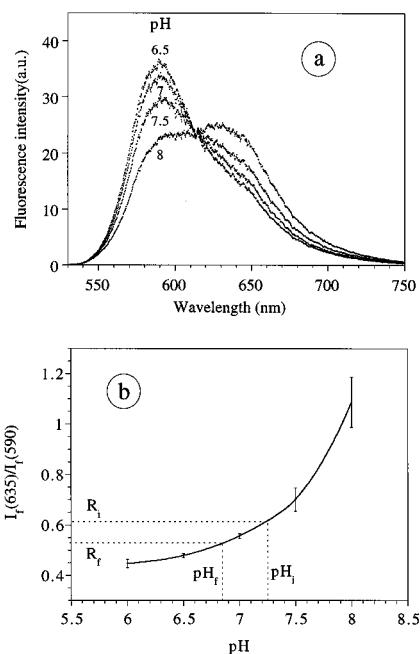 pH
6.5
7
7.5
8
a
Fluorescence intensity(a.u.)
40
30
20
10
0
550 600 650 700 750
Wavelength (nm)
b
I_f(635)/I_f(590)
1.2
1
0.8
0.6
0.4
R_i
R_f
pH_f
pH_i
5.5 6 6.5 7 7.5 8 8.5
pH